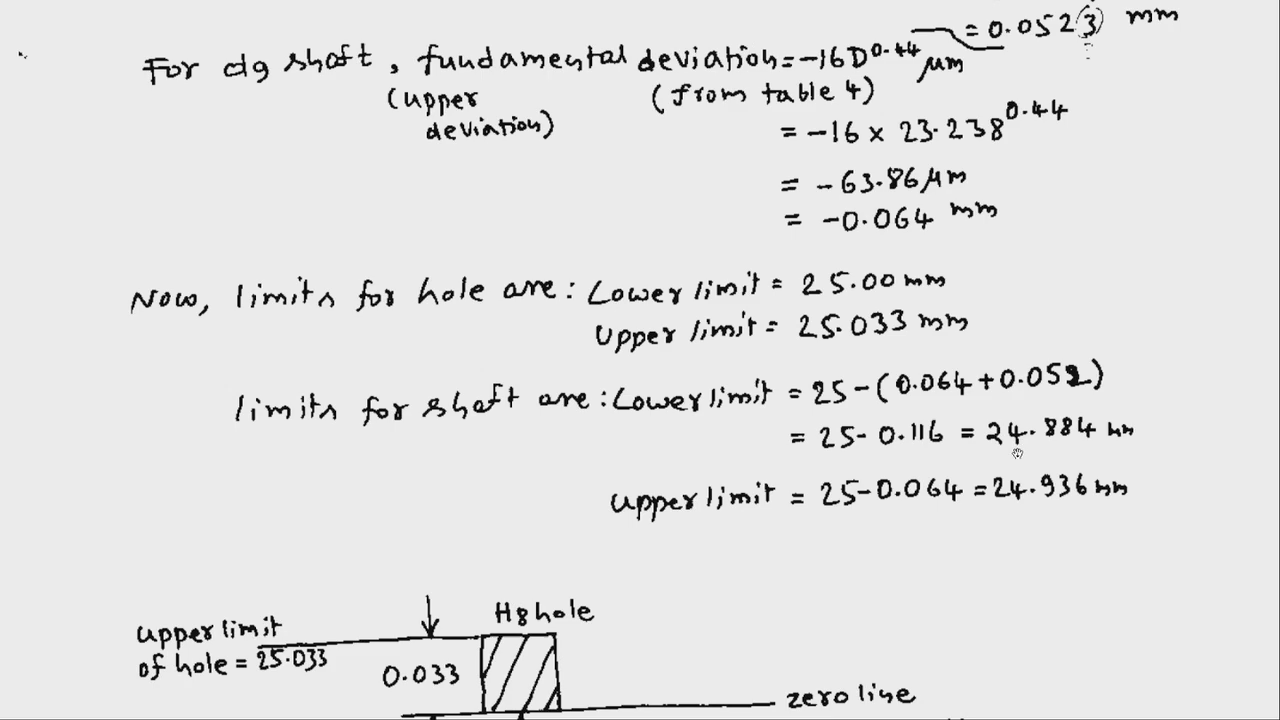 = 0.0523 mm
For d9 shaft, fundamental deviation = -16D^0.44 μm
(upper deviation) (from table 4)
= -16 × 23.238^0.44
= -63.86 μm
= -0.064 mm
Now, limits for hole are: Lower limit = 25.00 mm
Upper limit = 25.033 mm
limits for shaft are: Lower limit = 25 - (0.064 + 0.052)
= 25 - 0.116 = 24.884 mm
upper limit = 25 - 0.064 = 24.936 mm
H8 hole
upper limit
of hole = 25.033
0.033
zero line